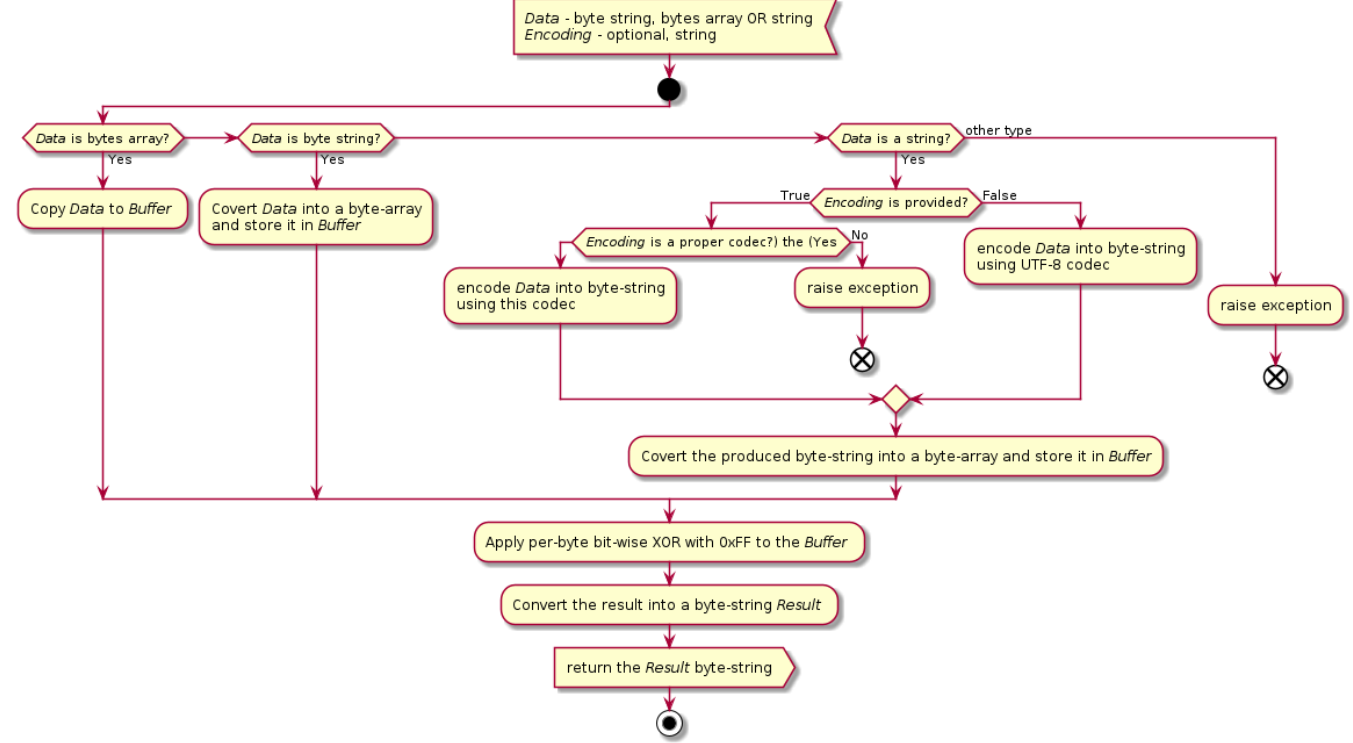 Data - byte string, bytes array OR string
Encoding - optional, string
Data is bytes array?
Data is byte string?
Data is a string?
other type
Yes
Yes
Yes
Copy Data to Buffer
Covert Data into a byte-array
and store it in Buffer
True
Encoding is provided?
False
Encoding is a proper codec?) the (Yes
No
encode Data into byte-string
using UTF-8 codec
encode Data into byte-string
using this codec
raise exception
raise exception
Covert the produced byte-string into a byte-array and store it in Buffer
Apply per-byte bit-wise XOR with 0xFF to the Buffer
Convert the result into a byte-string Result
return the Result byte-string